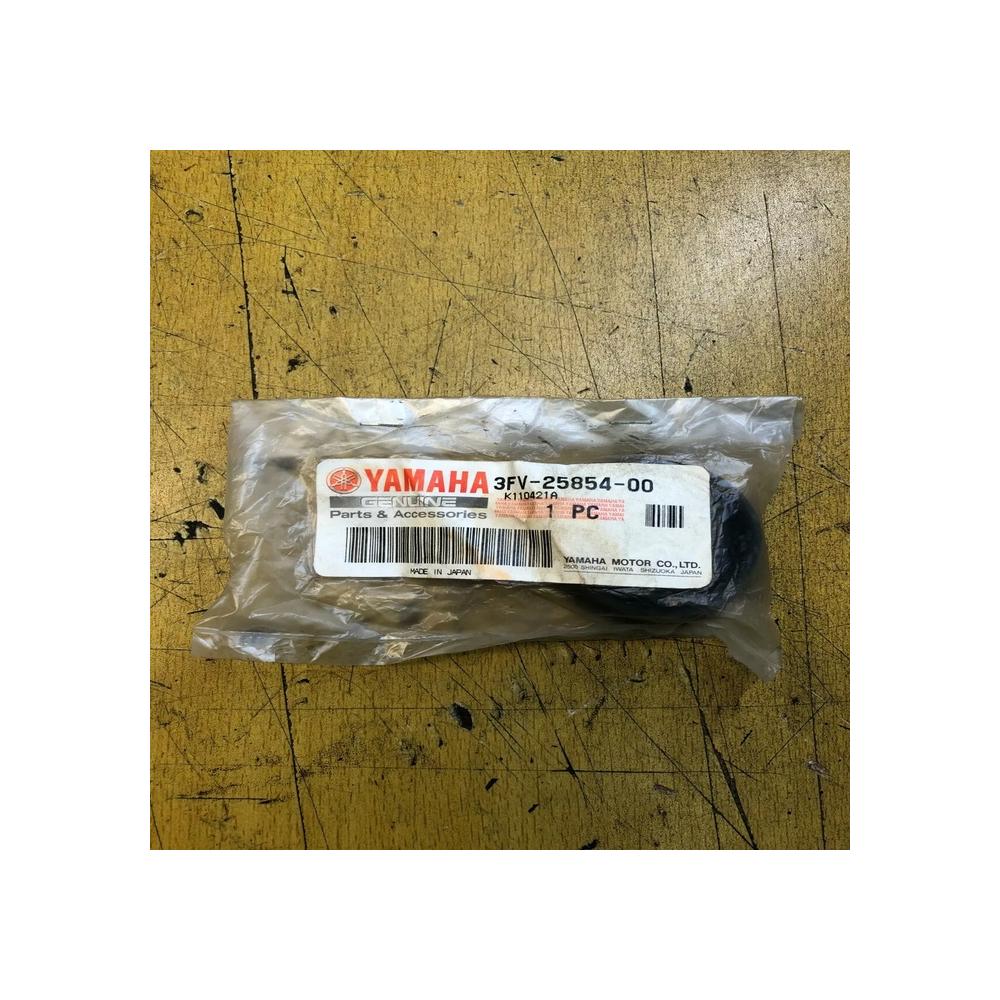 YAMAHA
GENUINE
Parts & Accessories
3FV-25854-00
K110421A
1 PC
MADE IN JAPAN
YAMAHA MOTOR CO.,LTD.
2500 SHINGAI IWATA SHIZUOKA JAPAN